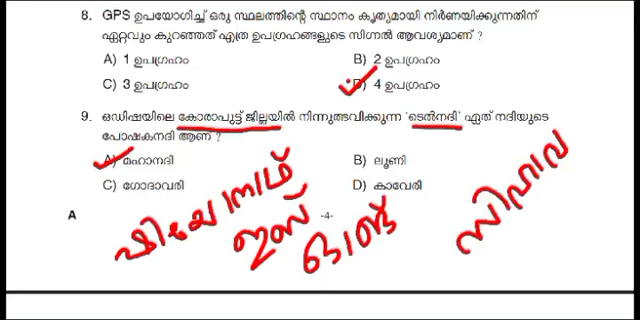 8. GPS ഉപയോഗിച്ച് ഒരു സ്ഥലത്തിന്റെ സ്ഥാനം കൃത്യമായി നിർണയിക്കുന്നതിന്
ഏറ്റവും കുറഞ്ഞത് എത്ര ഉപഗ്രഹങ്ങളുടെ സിഗ്നൽ ആവശ്യമാണ് ?
A) 1 ഉപഗ്രഹം B) 2 ഉപഗ്രഹം
C) 3 ഉപഗ്രഹം D) 4 ഉപഗ്രഹം
9. ഒഡിഷയിലെ കോരാപുട്ട് ജില്ലയിൽ നിന്നുത്ഭവിക്കുന്ന 'ടെൽനദി' ഏത് നദിയുടെ
പോഷകനദി ആണ് ?
A) മഹാനദി B) ലൂണി
C) ഗോദാവരി D) കാവേരി
A -4-
ഇബ്